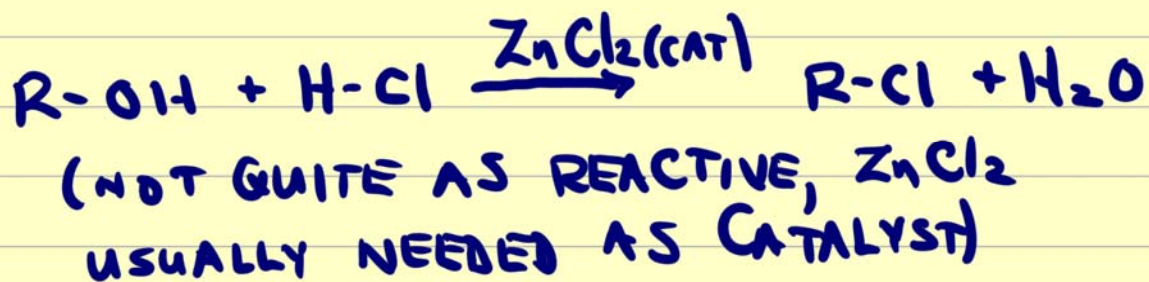 R-OH + H-Cl ZnCl2(CAT) R-Cl + H2O
(NOT QUITE AS REACTIVE, ZnCl2
USUALLY NEEDED AS CATALYST)